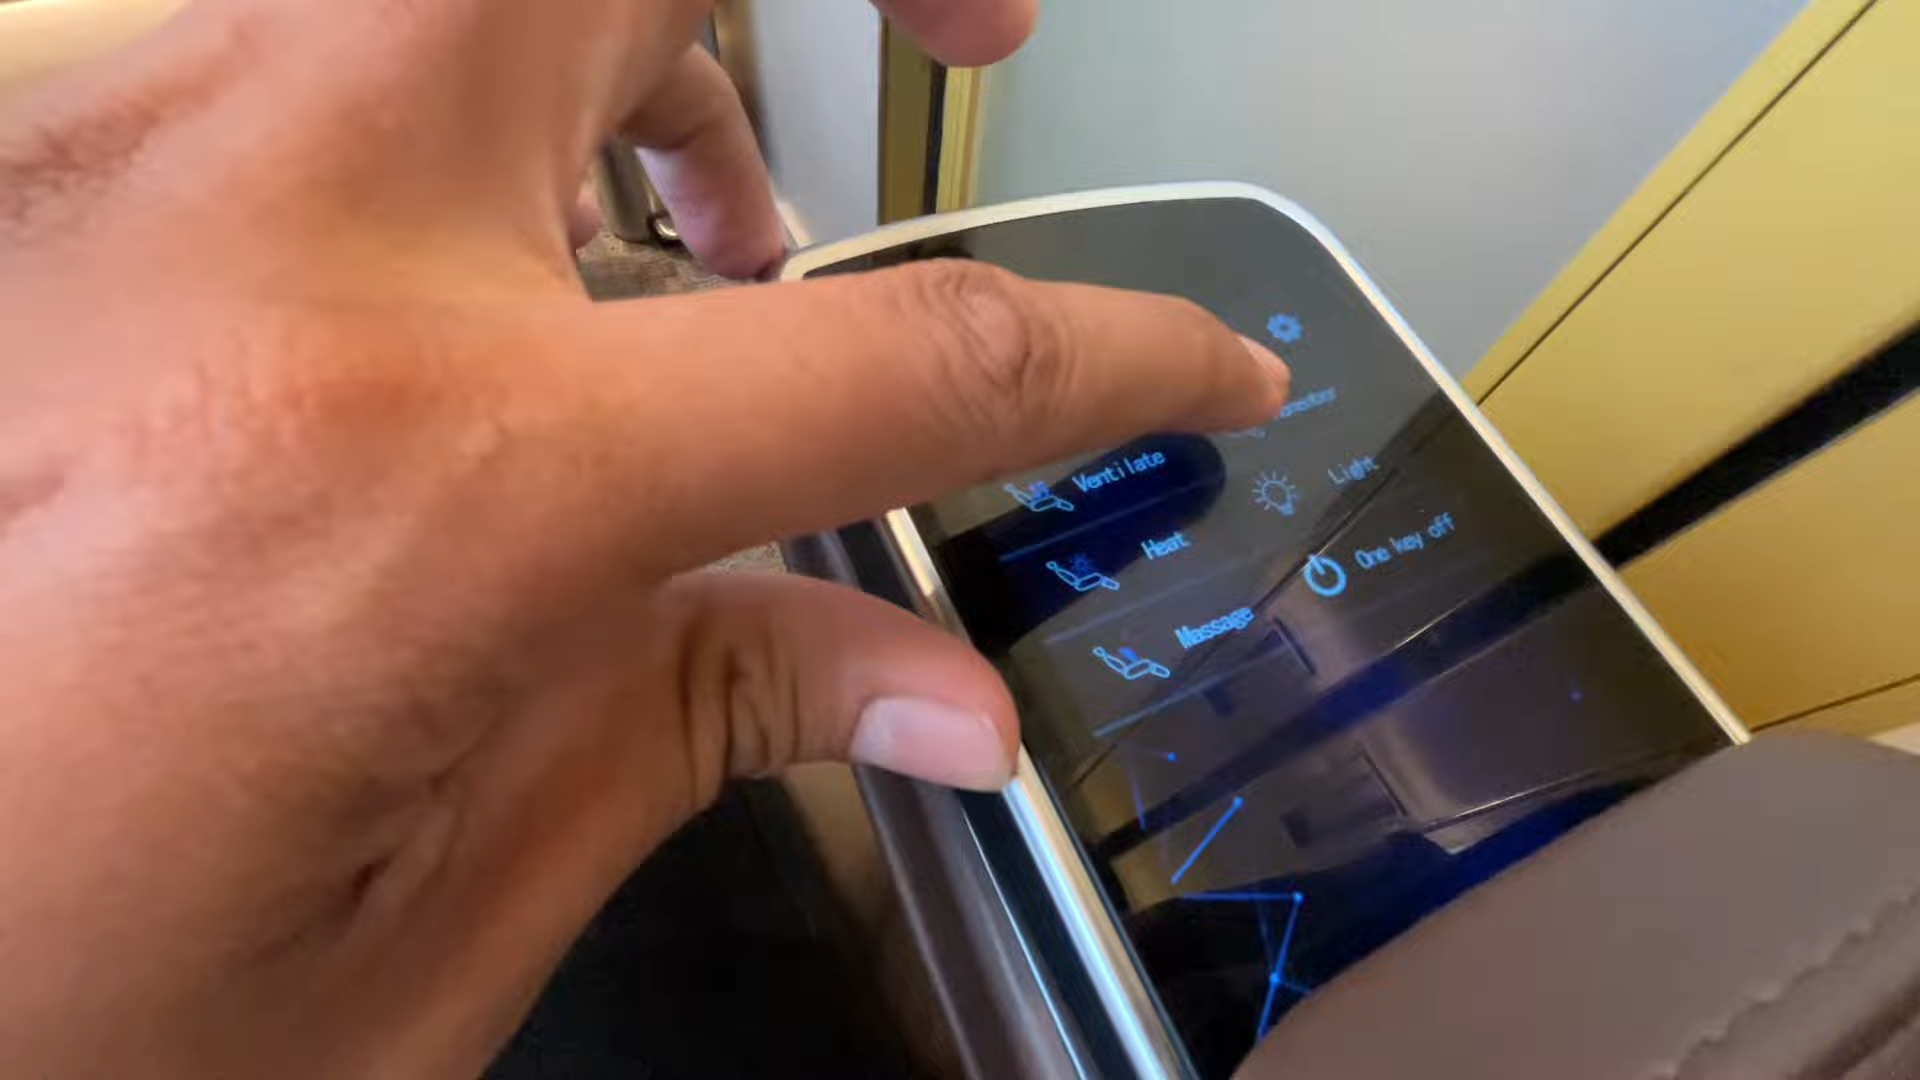 Ventilate
Light
Heat
One key off
Massage